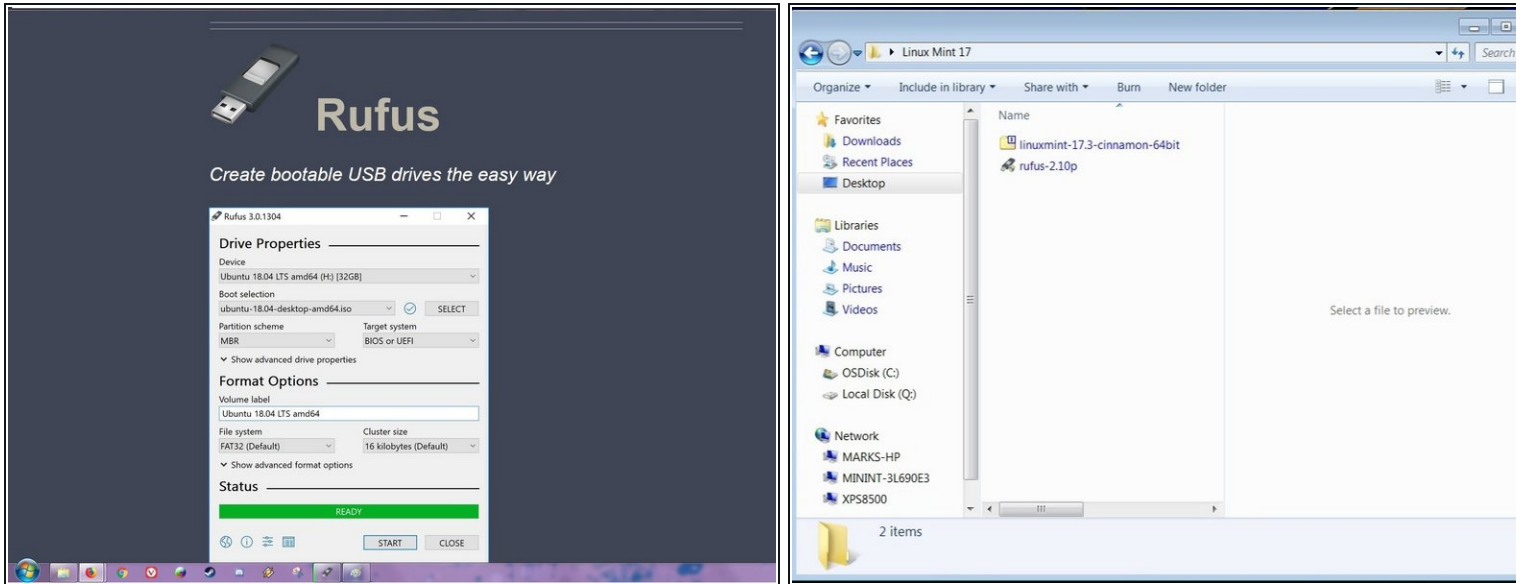 Rufus
Create bootable USB drives the easy way
Rufus 3.0.1304
Drive Properties
Device
Ubuntu 18.04 LTS amd64 (H:) [32GB]
Boot selection
ubuntu-18.04-desktop-amd64.iso SELECT
Partition scheme Target system
MBR BIOS or UEFI
Show advanced drive properties
Format Options
Volume label
Ubuntu 18.04 LTS amd64
File system Cluster size
FAT32 (Default) 16 kilobytes (Default)
Show advanced format options
Status
READY
START CLOSE
Linux Mint 17 Search
Organize Include in library Share with Burn New folder
Favorites
Downloads
Recent Places
Desktop
Libraries
Documents
Music
Pictures
Videos
Computer
OSDisk (C:)
Local Disk (Q:)
Network
MARKS-HP
MININT-3L690E3
XPS8500
Name
linuxmint-17.3-cinnamon-64bit
rufus-2.10p
Select a file to preview.
2 items